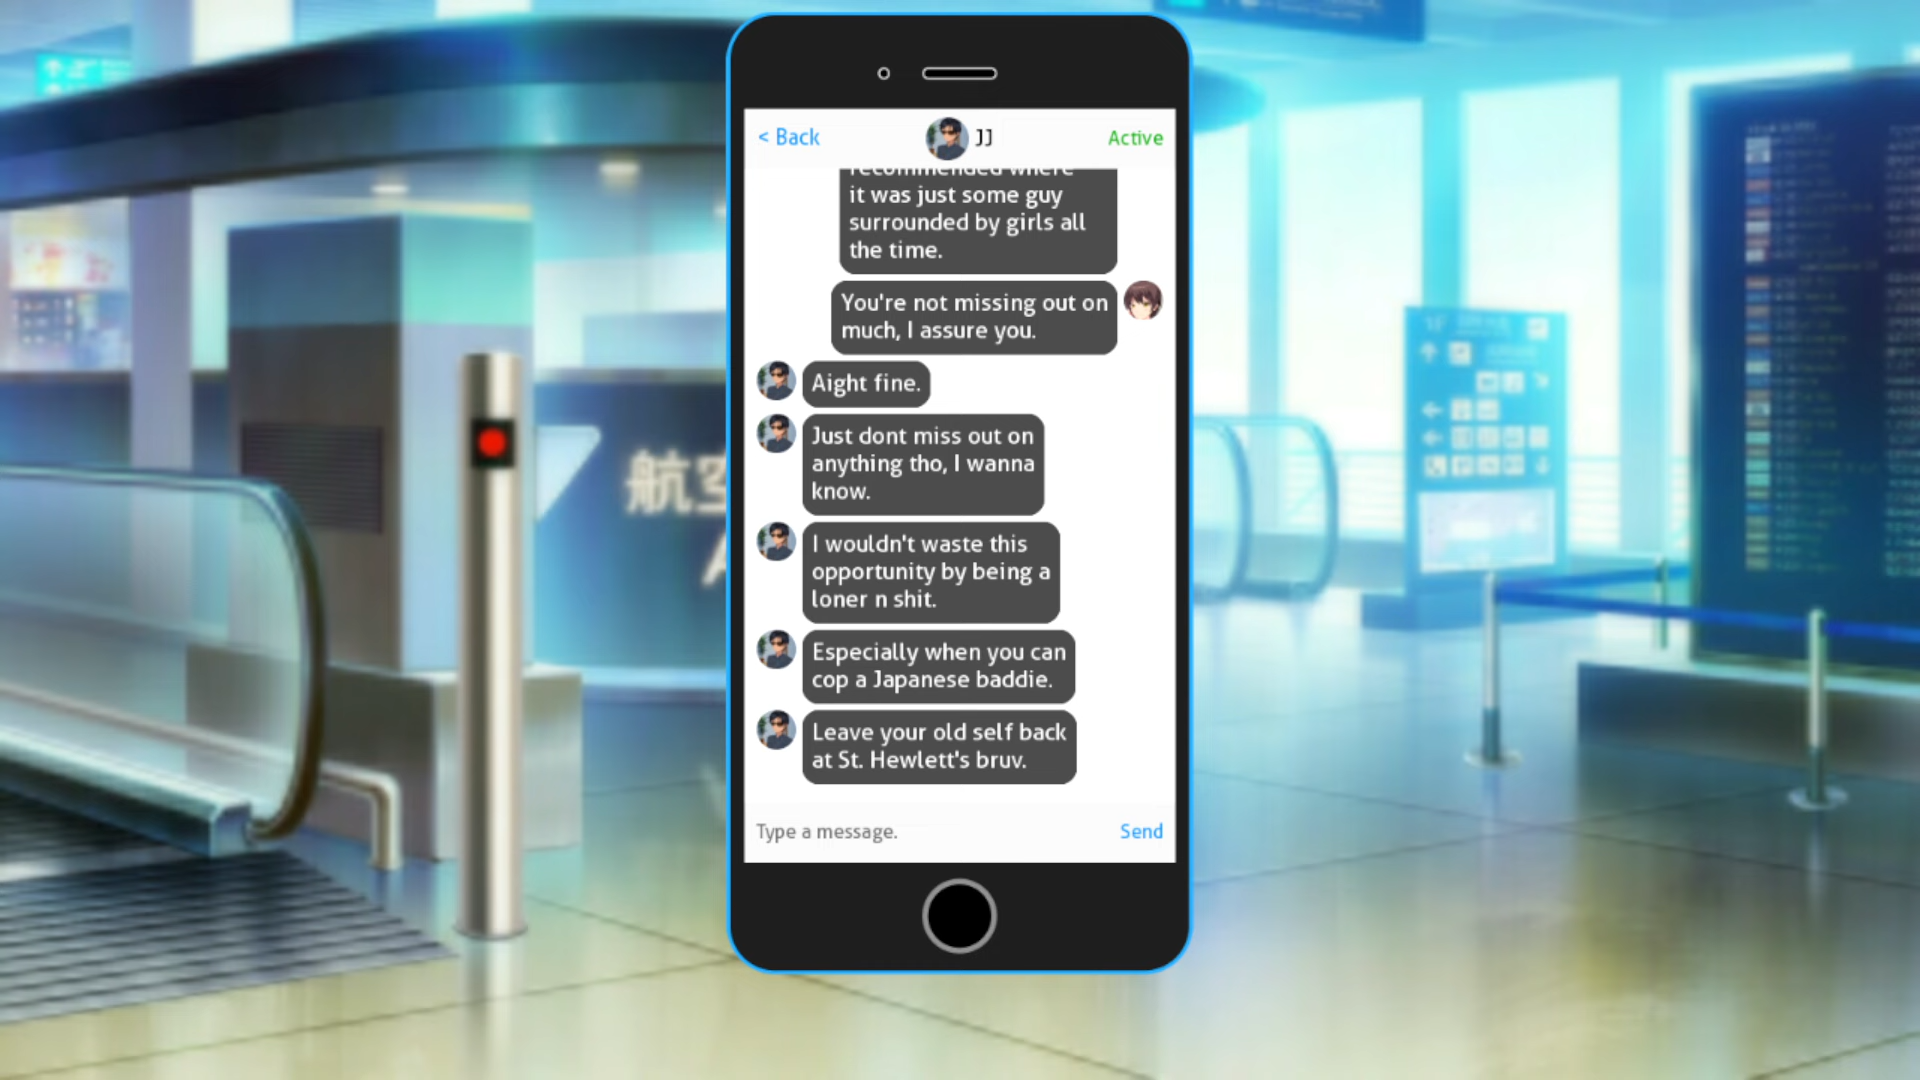 < Back
JJ
Active
recommended where
it was just some guy
surrounded by girls all
the time.
You're not missing out on
much, I assure you.
Aight fine.
Just dont miss out on
anything tho, I wanna
know.
I wouldn't waste this
opportunity by being a
loner n shit.
Especially when you can
cop a Japanese baddie.
Leave your old self back
at St. Hewlett's bruv.
Type a message.
Send
航空